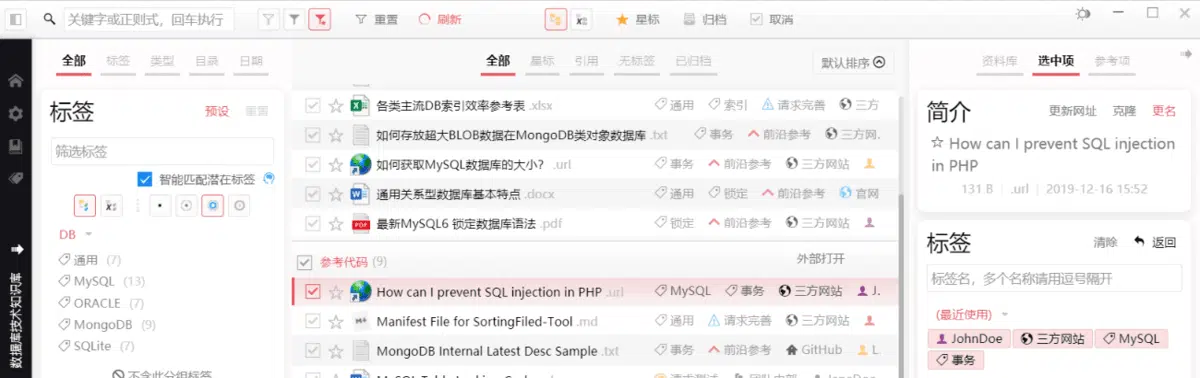 关键字或正则式，回车执行 重置 刷新 星标 归档 取消
全部 标签 类型 目录 日期
标签 预设 重置
筛选标签
智能匹配潜在标签
DB
通用 (7)
MySQL (13)
ORACLE (7)
MongoDB (9)
SQLite (7)
不含此分组标签
数据库技术知识库
全部 星标 引用 无标签 已归档 默认排序
各类主流DB索引效率参考表.xlsx 通用 索引 请求完善 三方
如何存放超大BLOB数据在MongoDB类对象数据库.txt 事务 前沿参考 三方网.
如何获取MySQL数据库的大小？.url 事务 前沿参考 三方网站
通用关系型数据库基本特点.docx 通用 锁定 前沿参考 官网
最新MySQL6 锁定数据库语法.pdf 锁定 前沿参考 三方网站
参考代码 (9) 外部打开
How can I prevent SQL injection in PHP.url MySQL 事务 三方网站 J.
Manifest File for SortingFiled-Tool.md 通用 请求完善 三方网站
MongoDB Internal Latest Desc Sample.txt 事务 前沿参考 GitHub L
资料库 选中项 参考项
简介 更新网址 克隆 更名
How can I prevent SQL injection
in PHP
131 B .url 2019-12-16 15:52
标签 清除 返回
标签名，多个名称请用逗号隔开
(最近使用)
JohnDoe 三方网站 MySQL
事务